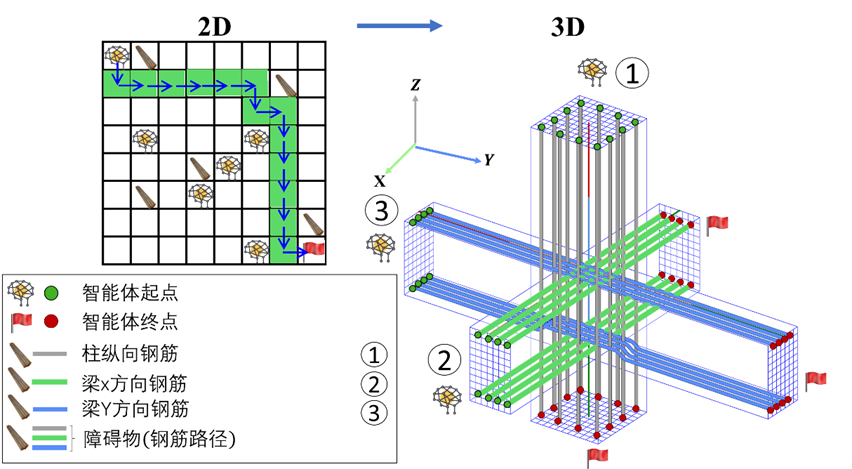 2D
3D
①
Z
Y
X
③
②
智能体起点
智能体终点
柱纵向钢筋 ①
梁x方向钢筋 ②
梁Y方向钢筋 ③
障碍物(钢筋路径)